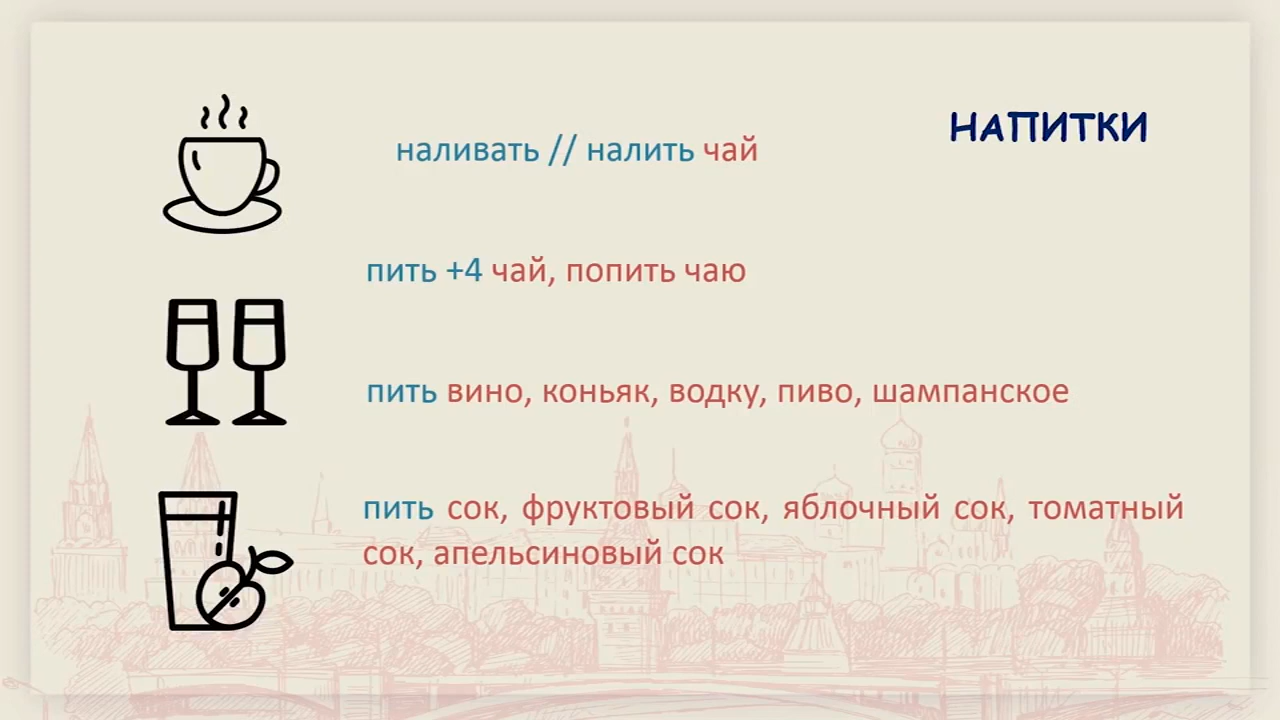 НАПИТКИ
наливать // налить чай
пить +4 чай, попить чаю
пить вино, коньяк, водку, пиво, шампанское
пить сок, фруктовый сок, яблочный сок, томатный
сок, апельсиновый сок